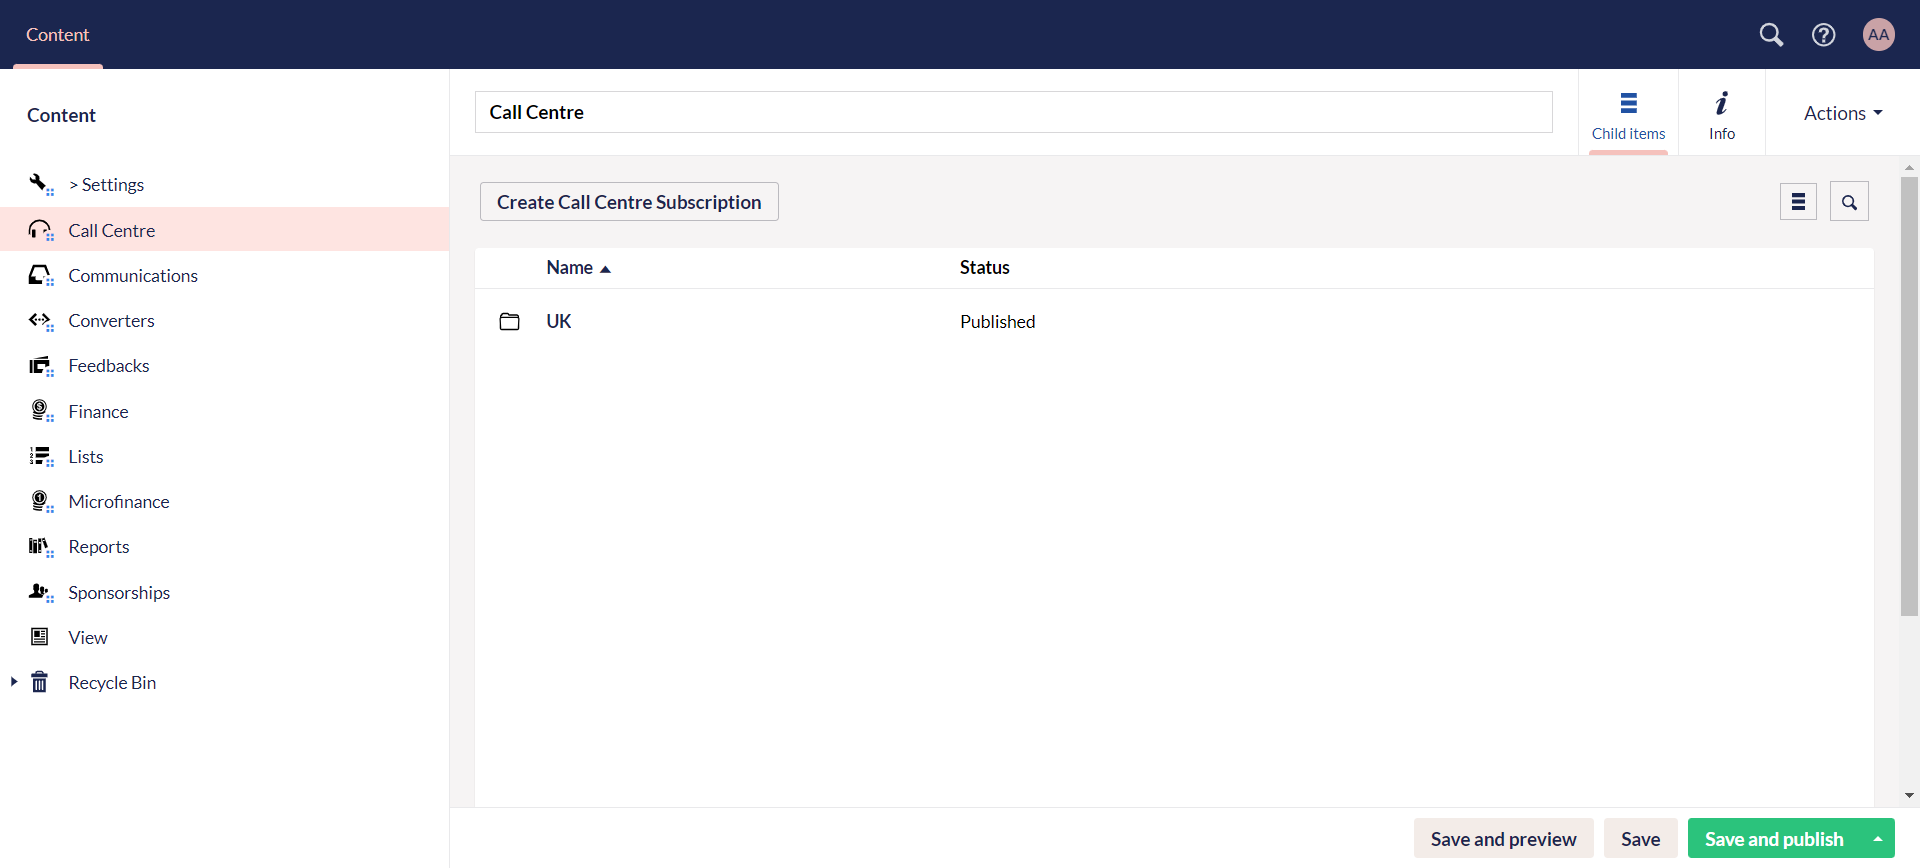 Content
AA
Content
> Settings
Call Centre
Communications
Converters
Feedbacks
Finance
Lists
Microfinance
Reports
Sponsorships
View
Recycle Bin
Call Centre
Child items
Info
Actions
Create Call Centre Subscription
Name Status
UK Published
Save and preview Save Save and publish